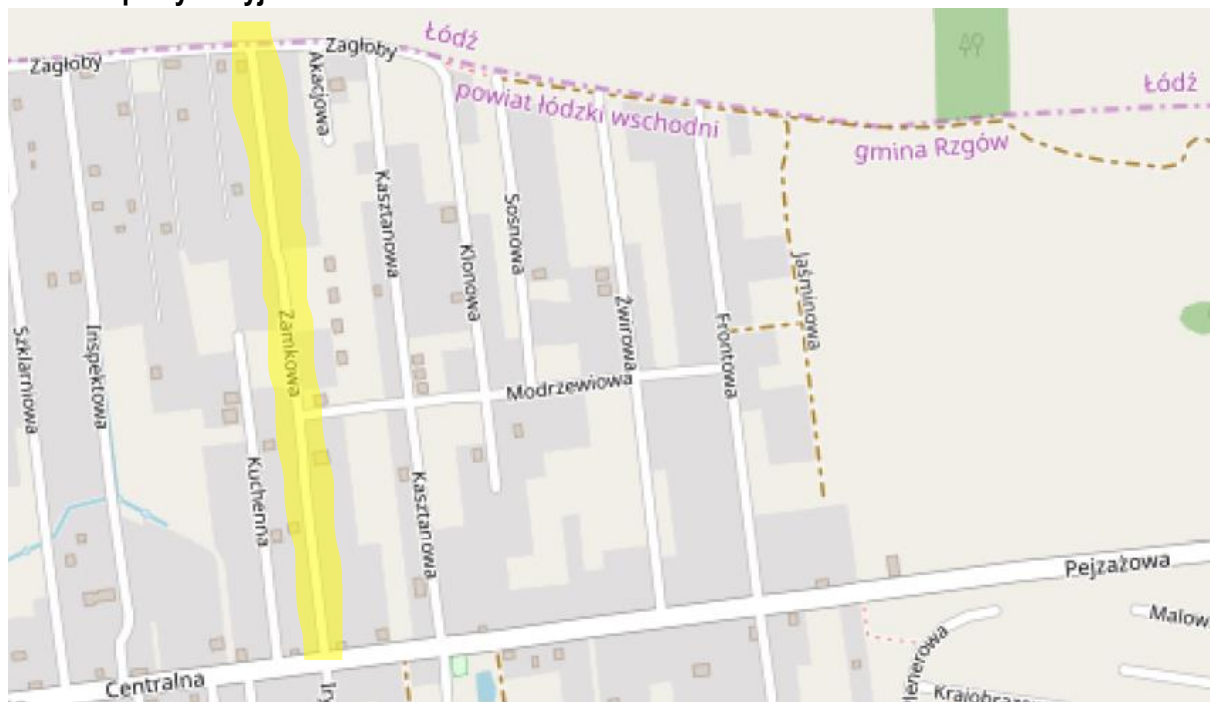 Łódź
Zagłoby
Zagłoby
Akacjowa
Łódź
powiat łódzki wschodni
gmina Rzgów
Kasztanowa
Sosnowa
Klonowa
Jaśminowa
Szklarniowa
Inspektowa
Zamkowa
Żwirowa
Frontowa
Modrzewiowa
Kuchenna
Kasztanowa
Pejzażowa
Centralna